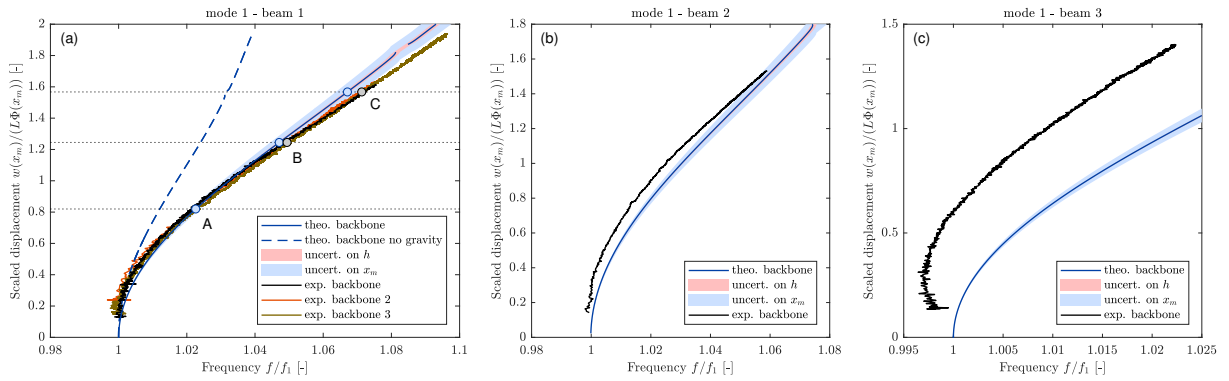 mode 1 - beam 1
(a)
Scaled displacement w(x_m)/(LΦ(x_m)) [-]
2
1.8
1.6
1.4
1.2
1
0.8
0.6
0.4
0.2
0
A
B
C
theo. backbone
theo. backbone no gravity
uncert. on h
uncert. on x_m
exp. backbone
exp. backbone 2
exp. backbone 3
0.98 1 1.02 1.04 1.06 1.08 1.1
Frequency f/f_1 [-]
mode 1 - beam 2
(b)
Scaled displacement w(x_m)/(LΦ(x_m)) [-]
1.8
1.6
1.4
1.2
1
0.8
0.6
0.4
0.2
0
theo. backbone
uncert. on h
uncert. on x_m
exp. backbone
0.98 1 1.02 1.04 1.06 1.08
Frequency f/f_1 [-]
mode 1 - beam 3
(c)
Scaled displacement w(x_m)/(LΦ(x_m)) [-]
1.5
1
0.5
0
theo. backbone
uncert. on h
uncert. on x_m
exp. backbone
0.995 1 1.005 1.01 1.015 1.02 1.025
Frequency f/f_1 [-]